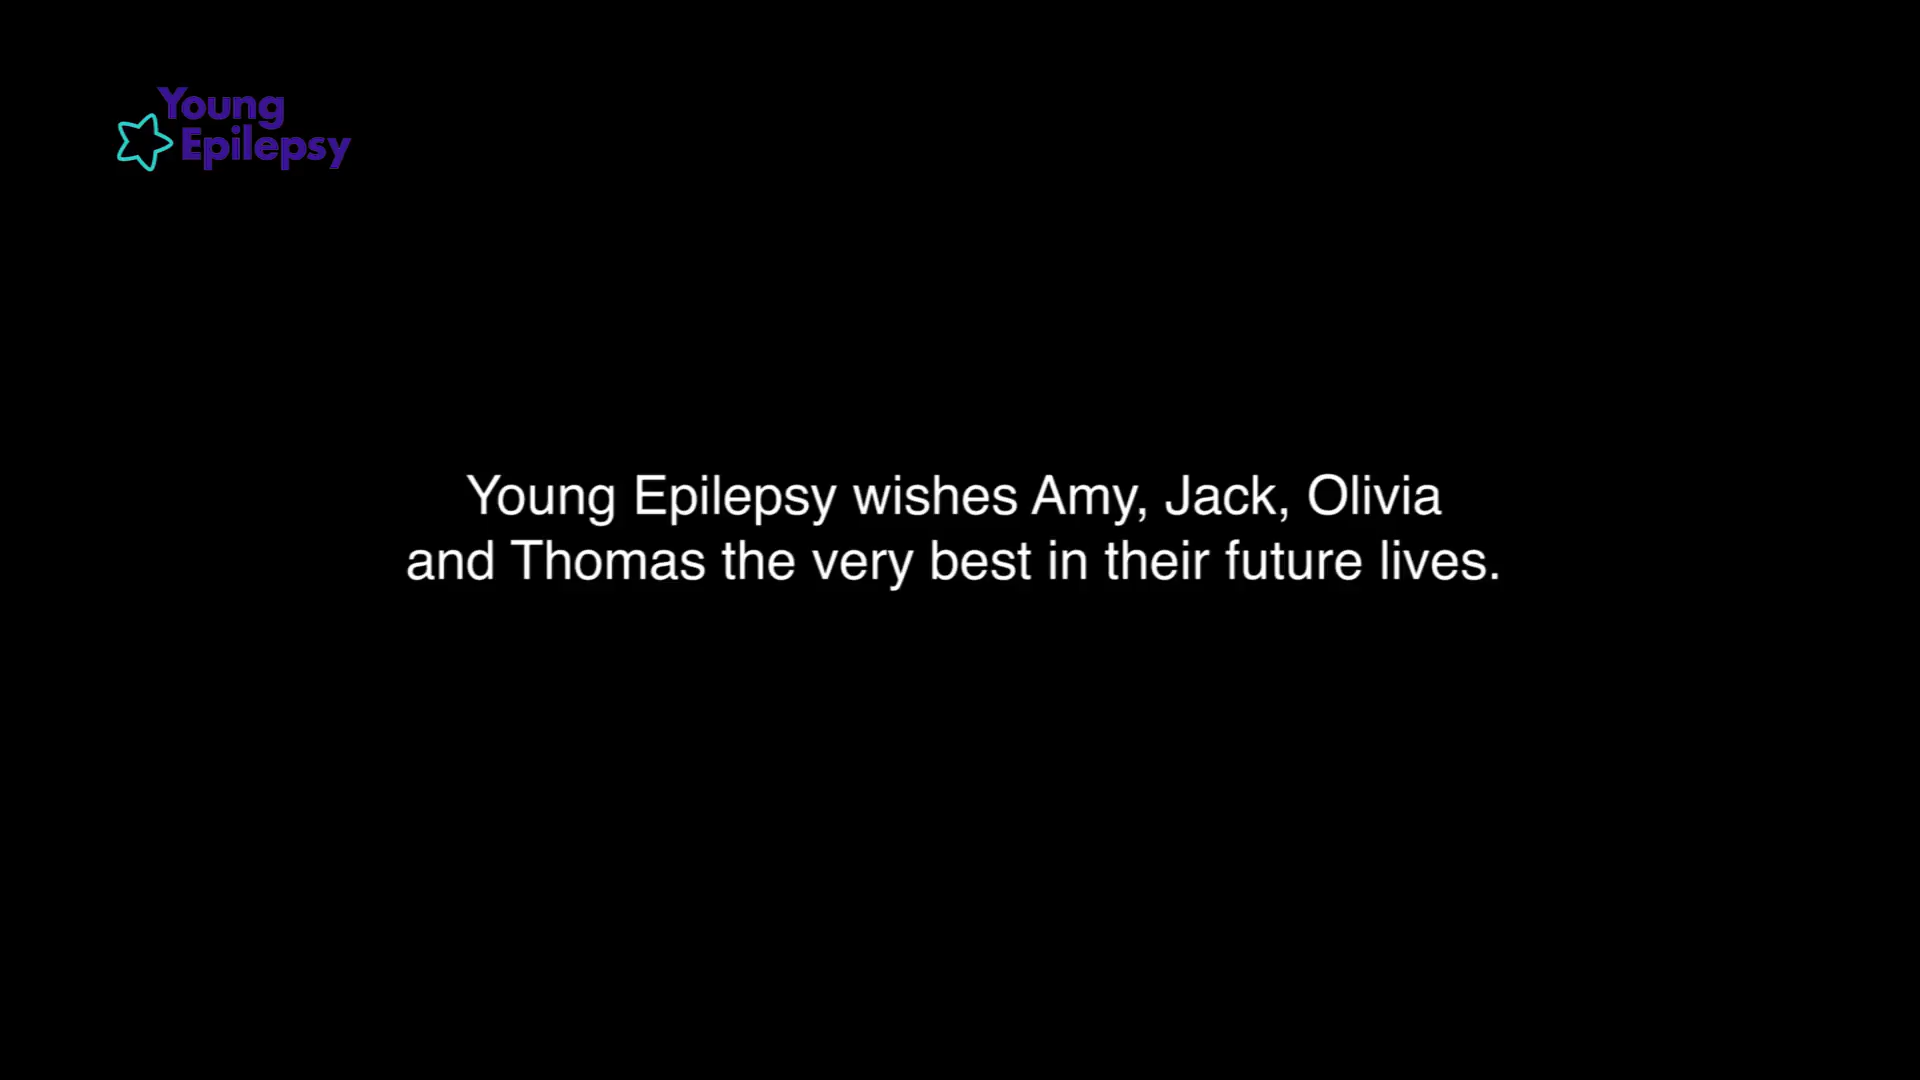 Young
Epilepsy
Young Epilepsy wishes Amy, Jack, Olivia
and Thomas the very best in their future lives.